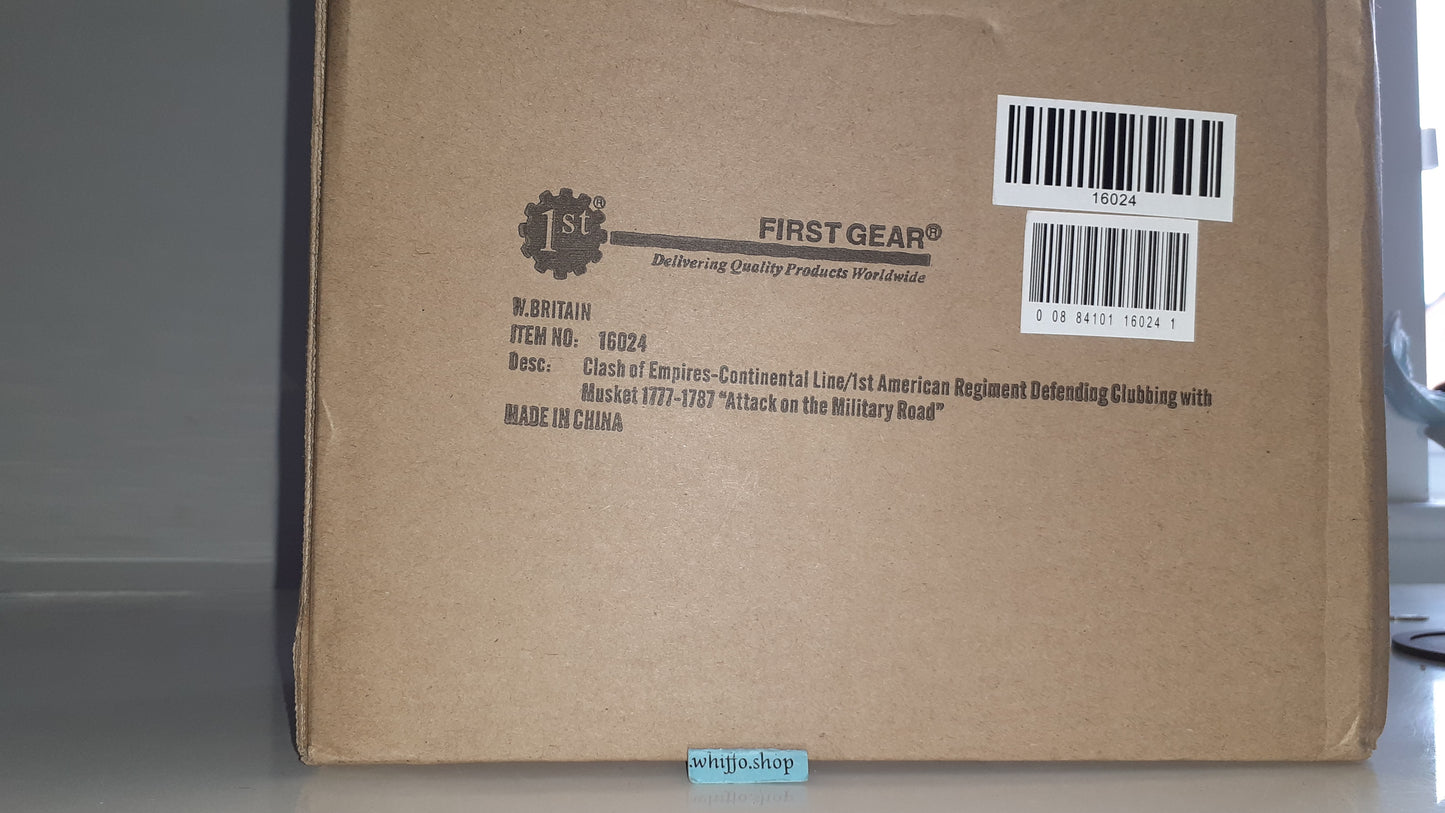 16024
1st®
FIRST GEAR®
Delivering Quality Products Worldwide
0 08 84101 16024 1
W.BRITAIN
ITEM NO: 16024
Desc: Clash of Empires-Continental Line/1st American Regiment Defending Clubbing with
Musket 1777-1787 “Attack on the Military Road”
MADE IN CHINA
.whiffo.shop